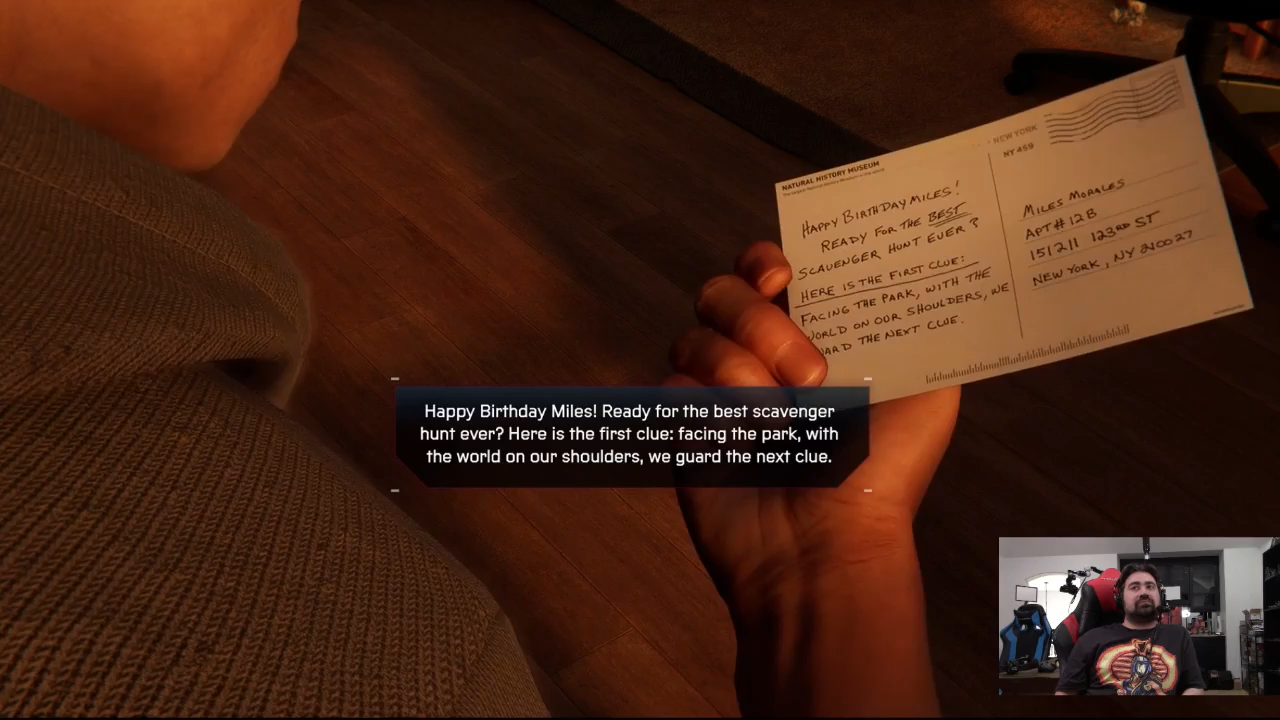 NATURAL HISTORY MUSEUM
HAPPY BIRTHDAY MILES!
READY FOR THE BEST
SCAVENGER HUNT EVER?
HERE IS THE FIRST CLUE:
FACING THE PARK, WITH THE
WORLD ON OUR SHOULDERS, WE
THE NEXT CLUE.
NEW YORK
NY 459
MILES MORALES
APT# 12B
151211 123RD ST
NEW YORK, NY 210027
Happy Birthday Miles! Ready for the best scavenger
hunt ever? Here is the first clue: facing the park, with
the world on our shoulders, we guard the next clue.